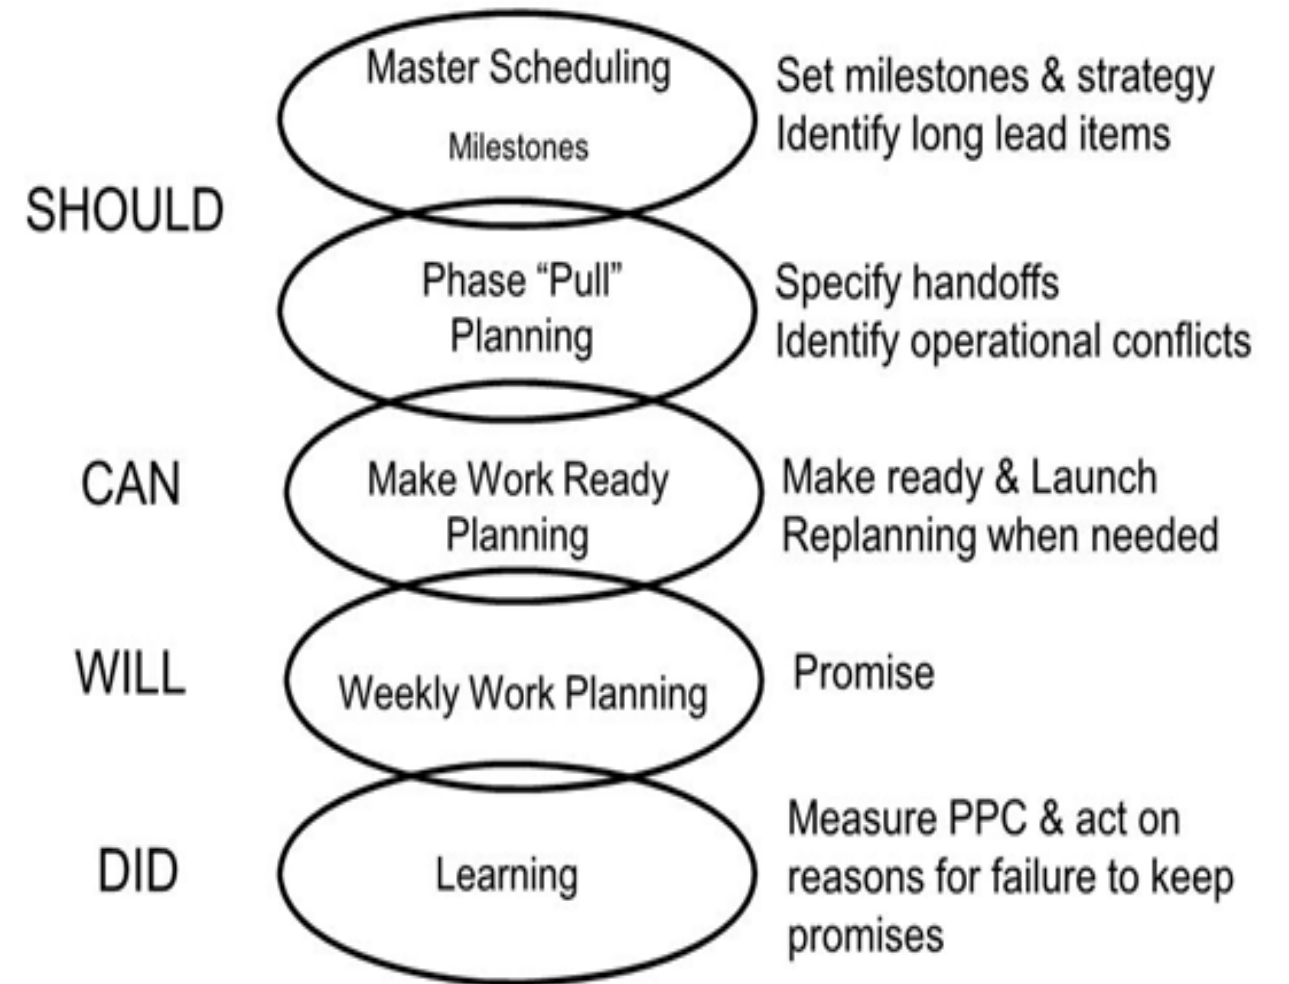 Master Scheduling
Milestones
Set milestones & strategy
Identify long lead items
SHOULD
Phase “Pull”
Planning
Specify handoffs
Identify operational conflicts
CAN
Make Work Ready
Planning
Make ready & Launch
Replanning when needed
WILL
Weekly Work Planning
Promise
DID
Learning
Measure PPC & act on
reasons for failure to keep
promises